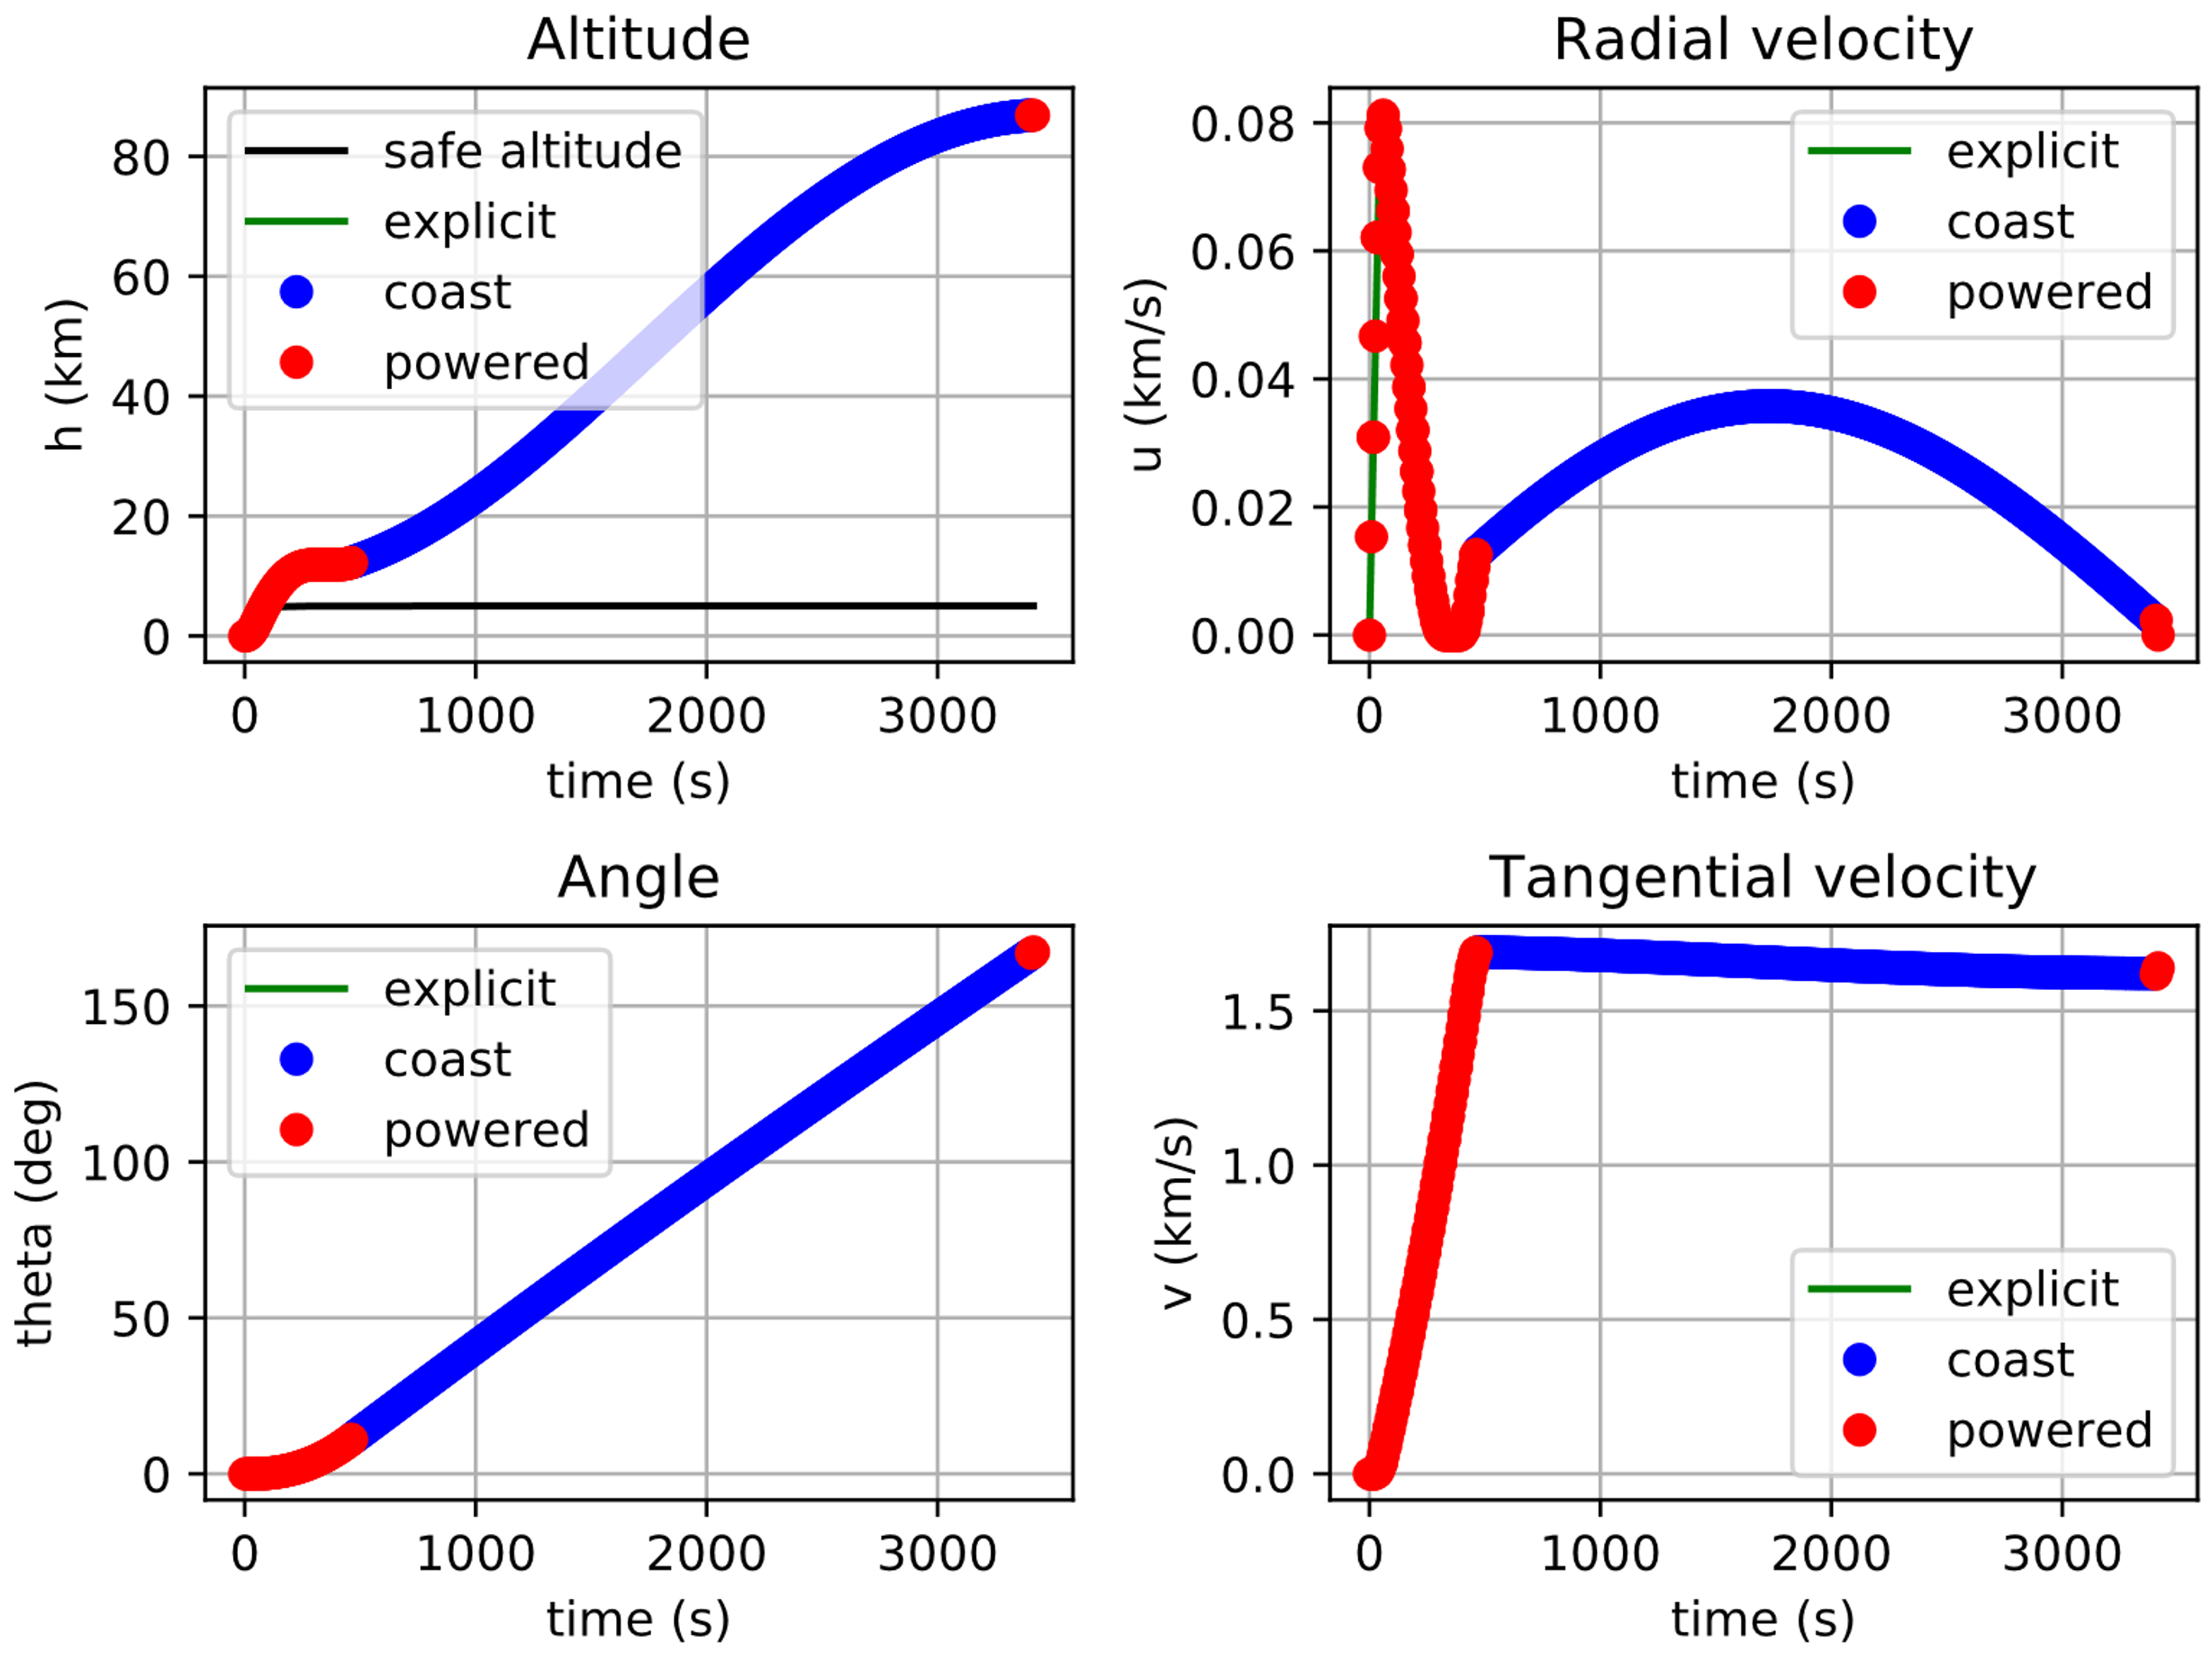 Altitude
h (km)
80
60
40
20
0
safe altitude
explicit
coast
powered
0 1000 2000 3000
time (s)
Radial velocity
u (km/s)
0.08
0.06
0.04
0.02
0.00
explicit
coast
powered
0 1000 2000 3000
time (s)
Angle
theta (deg)
150
100
50
0
explicit
coast
powered
0 1000 2000 3000
time (s)
Tangential velocity
v (km/s)
1.5
1.0
0.5
0.0
explicit
coast
powered
0 1000 2000 3000
time (s)